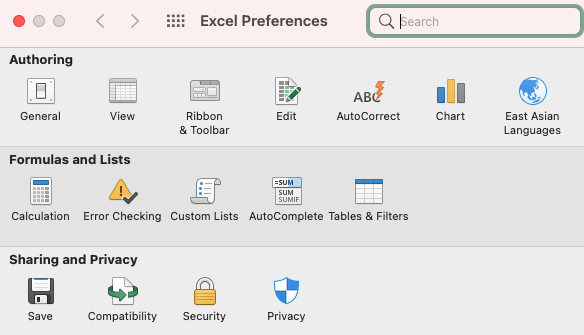 Excel Preferences
Search
Authoring
General View Ribbon & Toolbar Edit AutoCorrect Chart East Asian Languages
ABC
Formulas and Lists
=SUM
SUM
SUMIF
Calculation Error Checking Custom Lists AutoComplete Tables & Filters
Sharing and Privacy
Save Compatibility Security Privacy